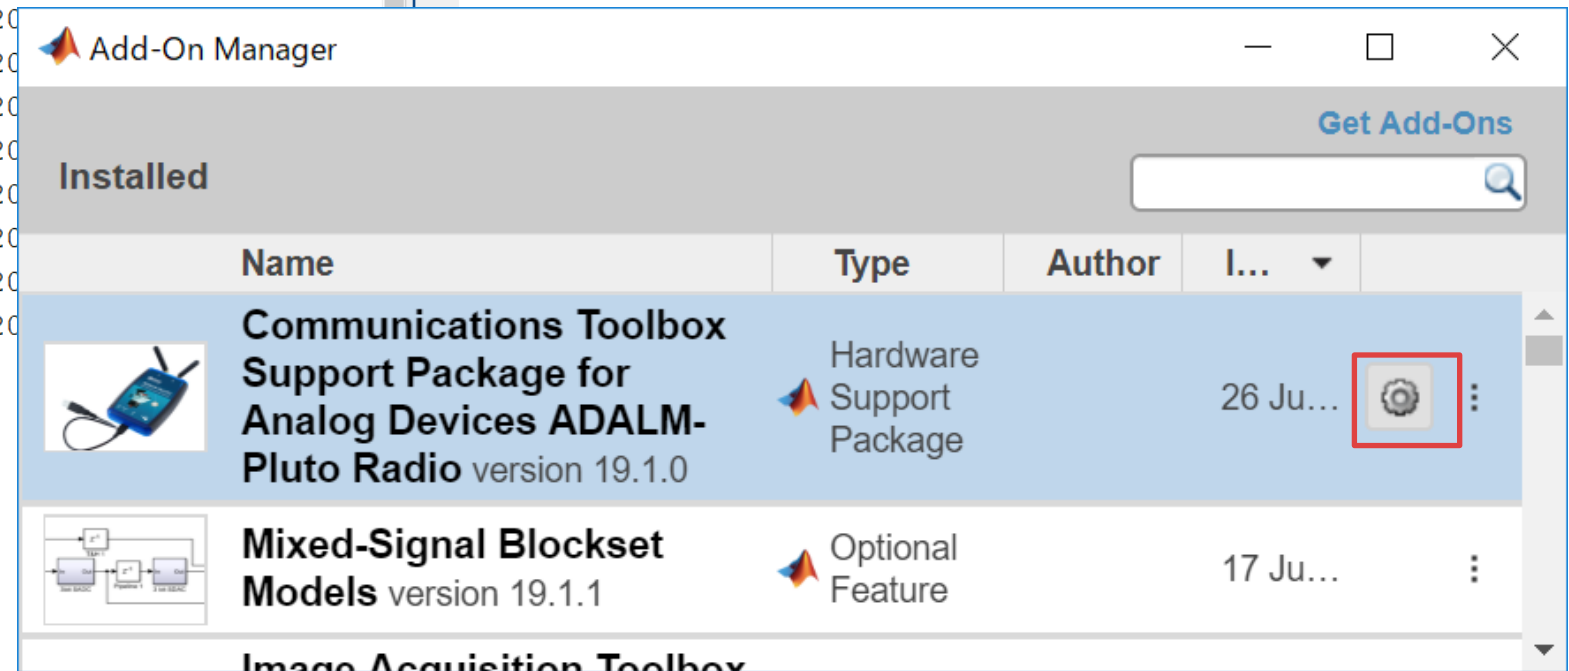 Add-On Manager
Get Add-Ons
Installed
Name Type Author I...
Communications Toolbox
Support Package for
Analog Devices ADALM-
Pluto Radio version 19.1.0
Hardware
Support
Package
26 Ju...
Mixed-Signal Blockset
Models version 19.1.1
Optional
Feature
17 Ju...
Image Acquisition Toolbox